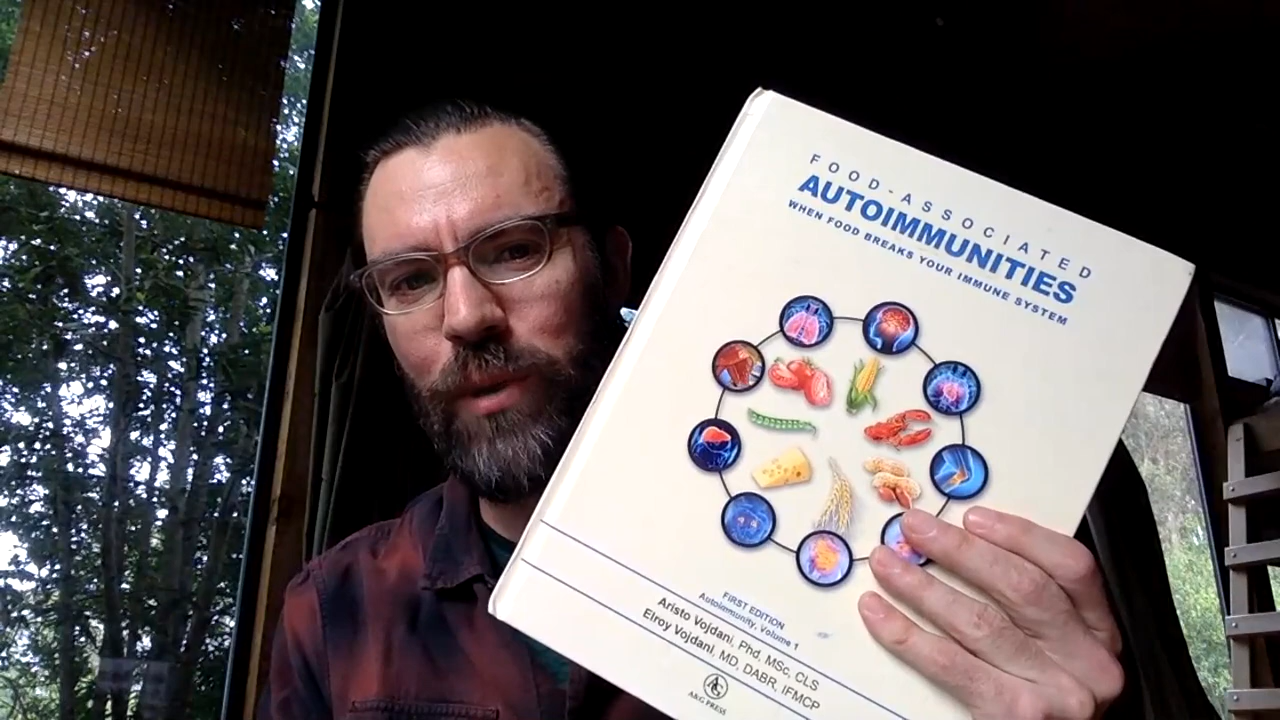 FOOD-ASSOCIATED
AUTOIMMUNITIES
WHEN FOOD BREAKS YOUR IMMUNE SYSTEM
FIRST EDITION
Autoimmunity, Volume 1
Aristo Vojdani, Phd, MSc, CLS
Elroy Vojdani, MD, DABR, IFMCP
A&G PRESS